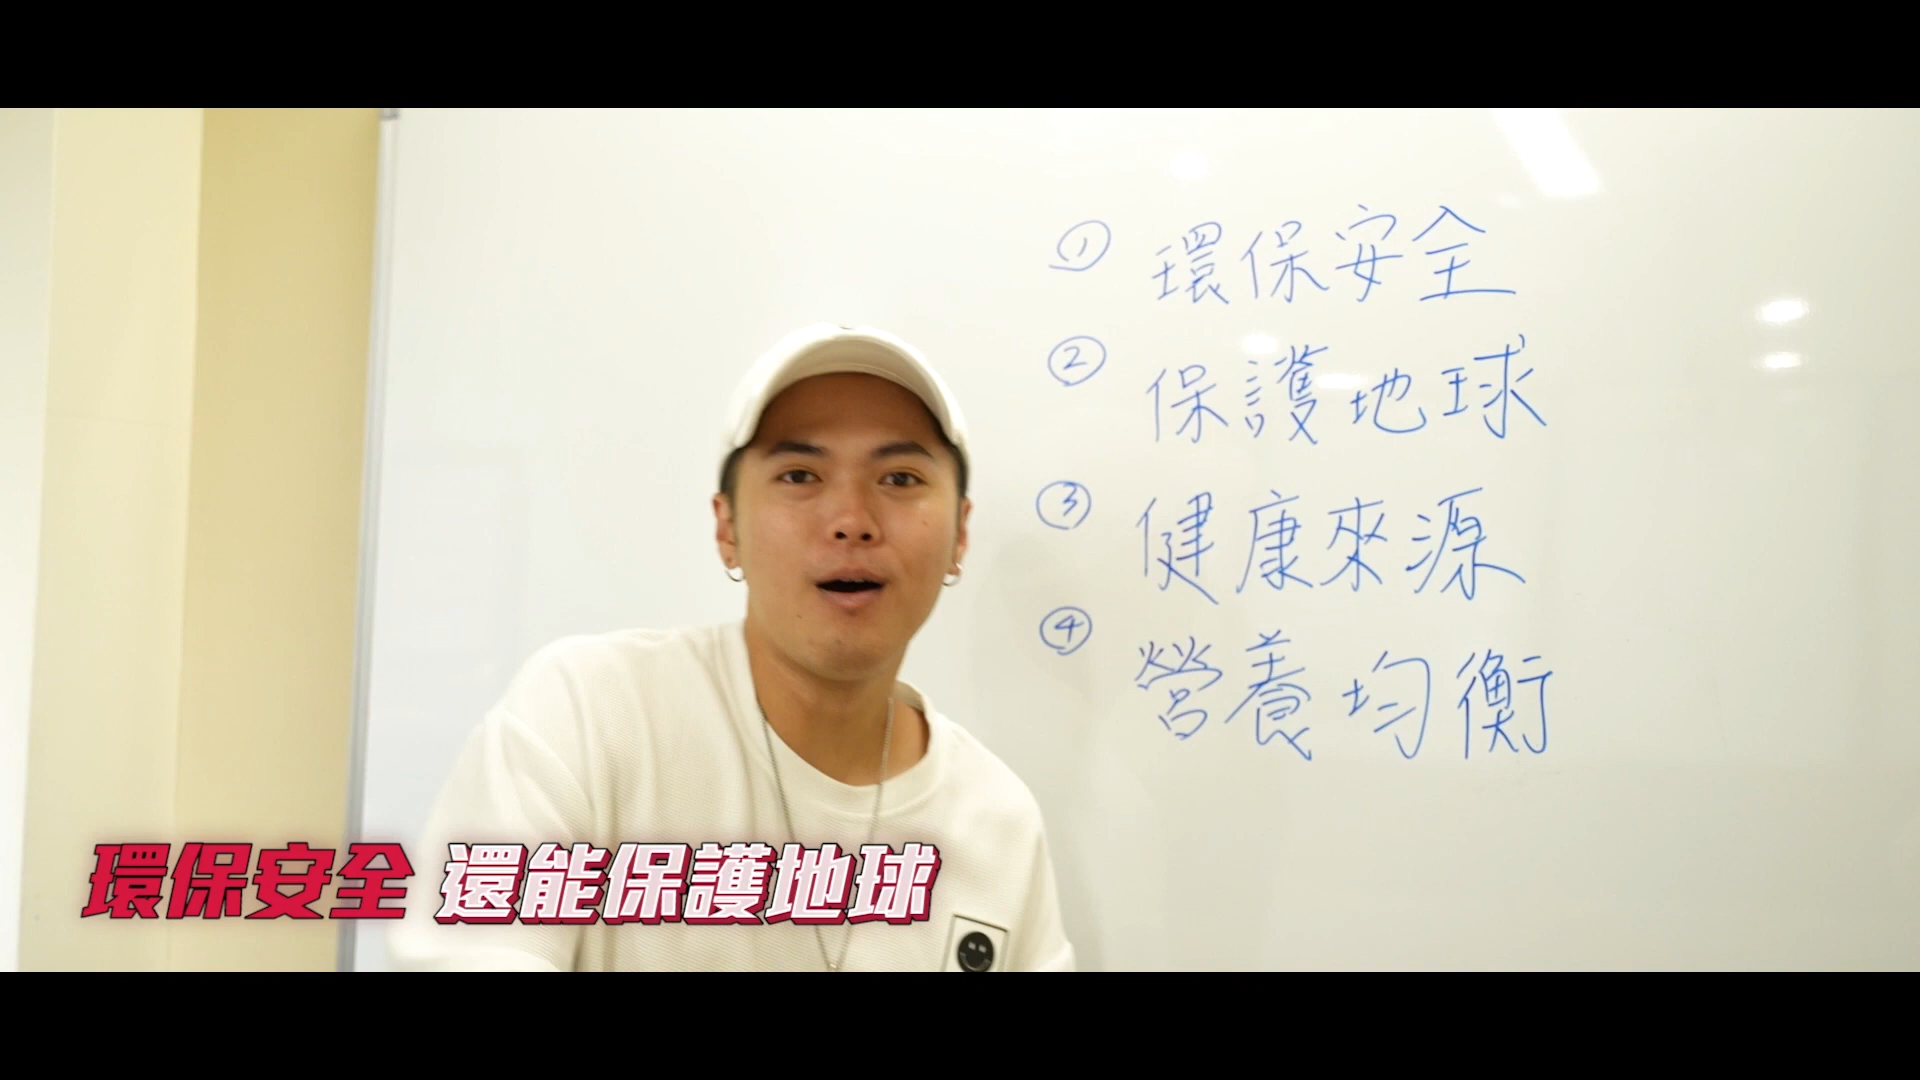 ① 環保安全
② 保護地球
③ 健康來源
④ 營養均衡
環保安全 還能保護地球